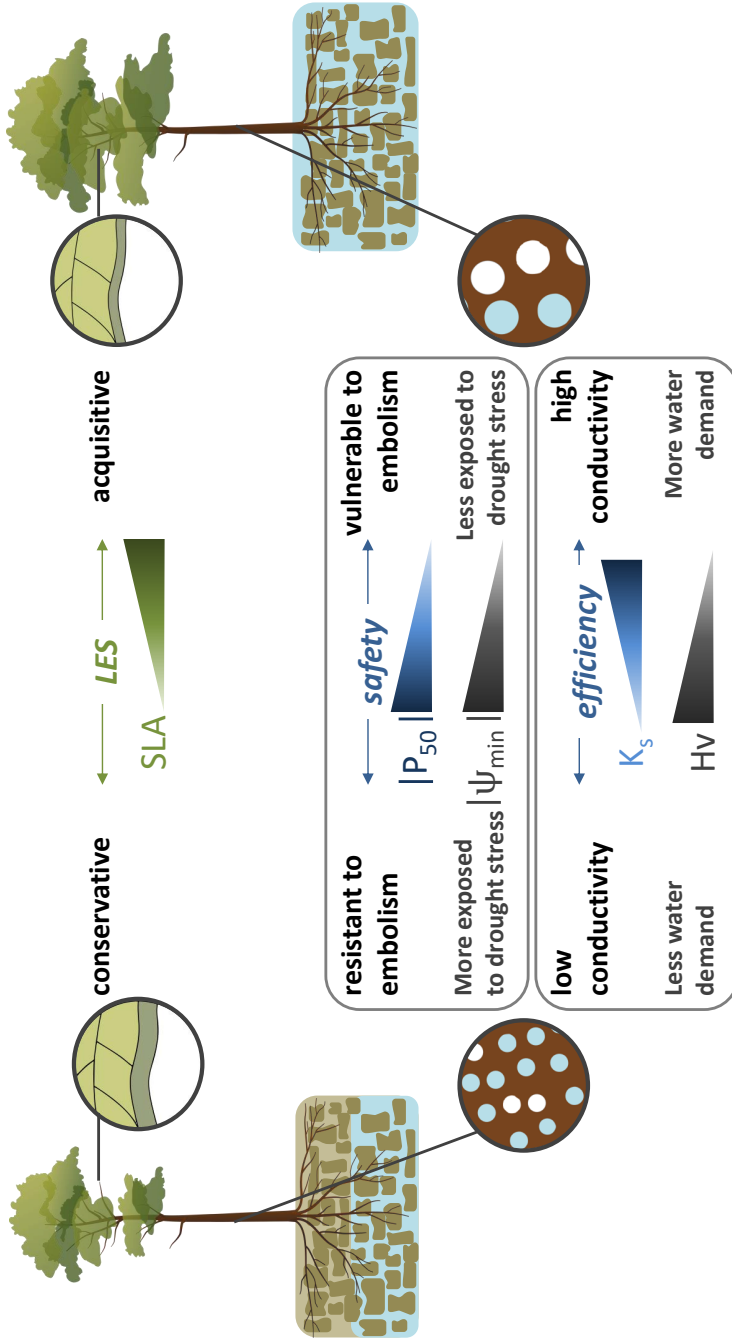 conservative
LES
acquisitive
SLA
resistant to
embolism
safety
vulnerable to
embolism
|P50|
More exposed
to drought stress
|Ψmin|
Less exposed to
drought stress
low
conductivity
efficiency
high
conductivity
Ks
Less water
demand
Hv
More water
demand